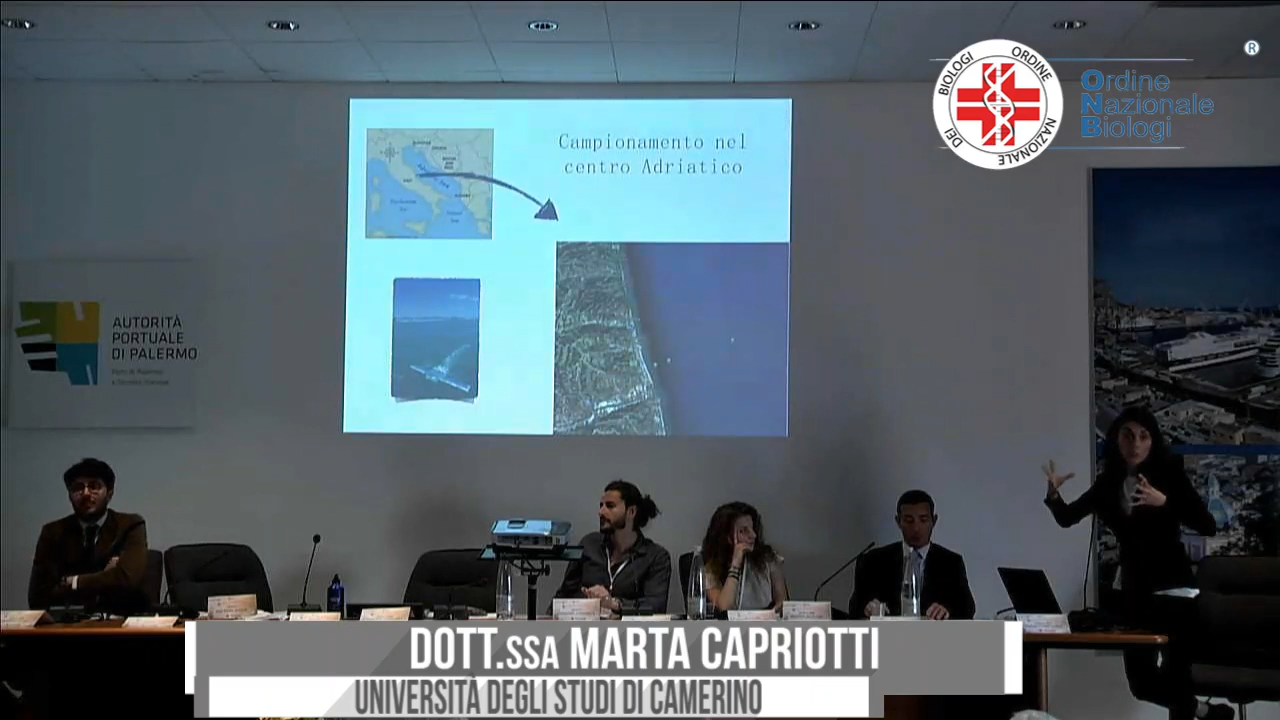 DEI BIOLOGI ORDINE NAZIONALE
®
Ordine
Nazionale
Biologi
Campionamento nel
centro Adriatico
AUTORITÀ
PORTUALE
DI PALERMO
DOTT.SSA MARTA CAPRIOTTI
UNIVERSITÀ DEGLI STUDI DI CAMERINO